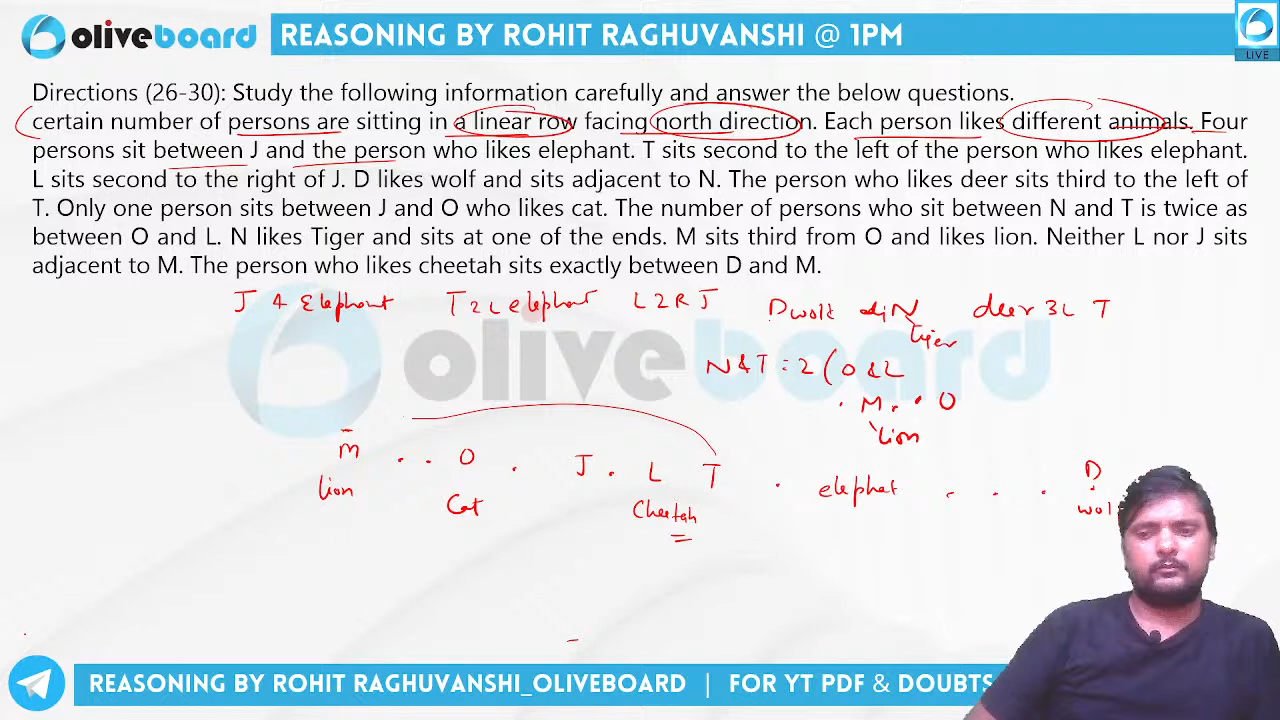 oliveboard REASONING BY ROHIT RAGHUVANSHI @ 1PM
LIVE
Directions (26-30): Study the following information carefully and answer the below questions.
certain number of persons are sitting in a linear row facing north direction. Each person likes different animals. Four
persons sit between J and the person who likes elephant. T sits second to the left of the person who likes elephant.
L sits second to the right of J. D likes wolf and sits adjacent to N. The person who likes deer sits third to the left of
T. Only one person sits between J and O who likes cat. The number of persons who sit between N and T is twice as
between O and L. N likes Tiger and sits at one of the ends. M sits third from O and likes lion. Neither L nor J sits
adjacent to M. The person who likes cheetah sits exactly between D and M.
J 4 Elephant T 2L elephant L 2 R J D wolf adj N deer 3L T
tiger
N & T = 2 ( O & L
. M . . O
lion
oliveboard
M . . O . J . L T . elephat . . . . D
lion Cat Cheetah wol
REASONING BY ROHIT RAGHUVANSHI_OLIVEBOARD | FOR YT PDF & DOUBTS